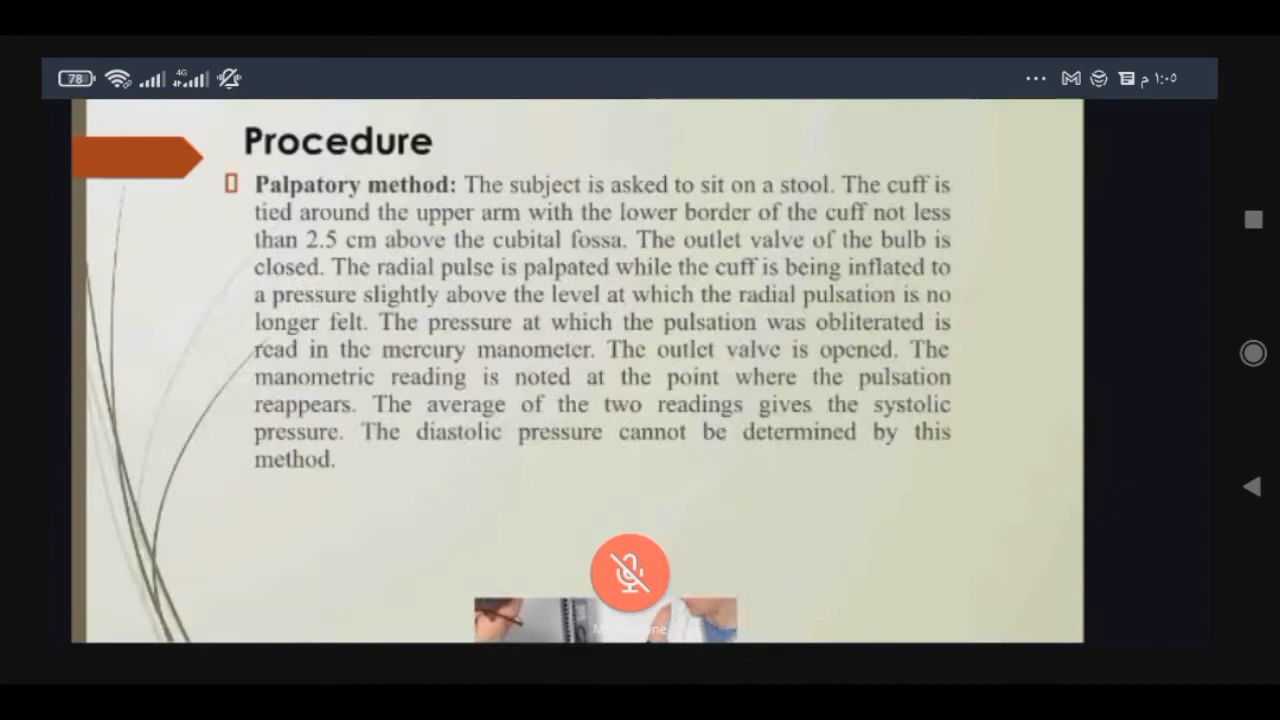 78 4G ... م ١:٠٥
Procedure
Palpatory method: The subject is asked to sit on a stool. The cuff is
tied around the upper arm with the lower border of the cuff not less
than 2.5 cm above the cubital fossa. The outlet valve of the bulb is
closed. The radial pulse is palpated while the cuff is being inflated to
a pressure slightly above the level at which the radial pulsation is no
longer felt. The pressure at which the pulsation was obliterated is
read in the mercury manometer. The outlet valve is opened. The
manometric reading is noted at the point where the pulsation
reappears. The average of the two readings gives the systolic
pressure. The diastolic pressure cannot be determined by this
method.